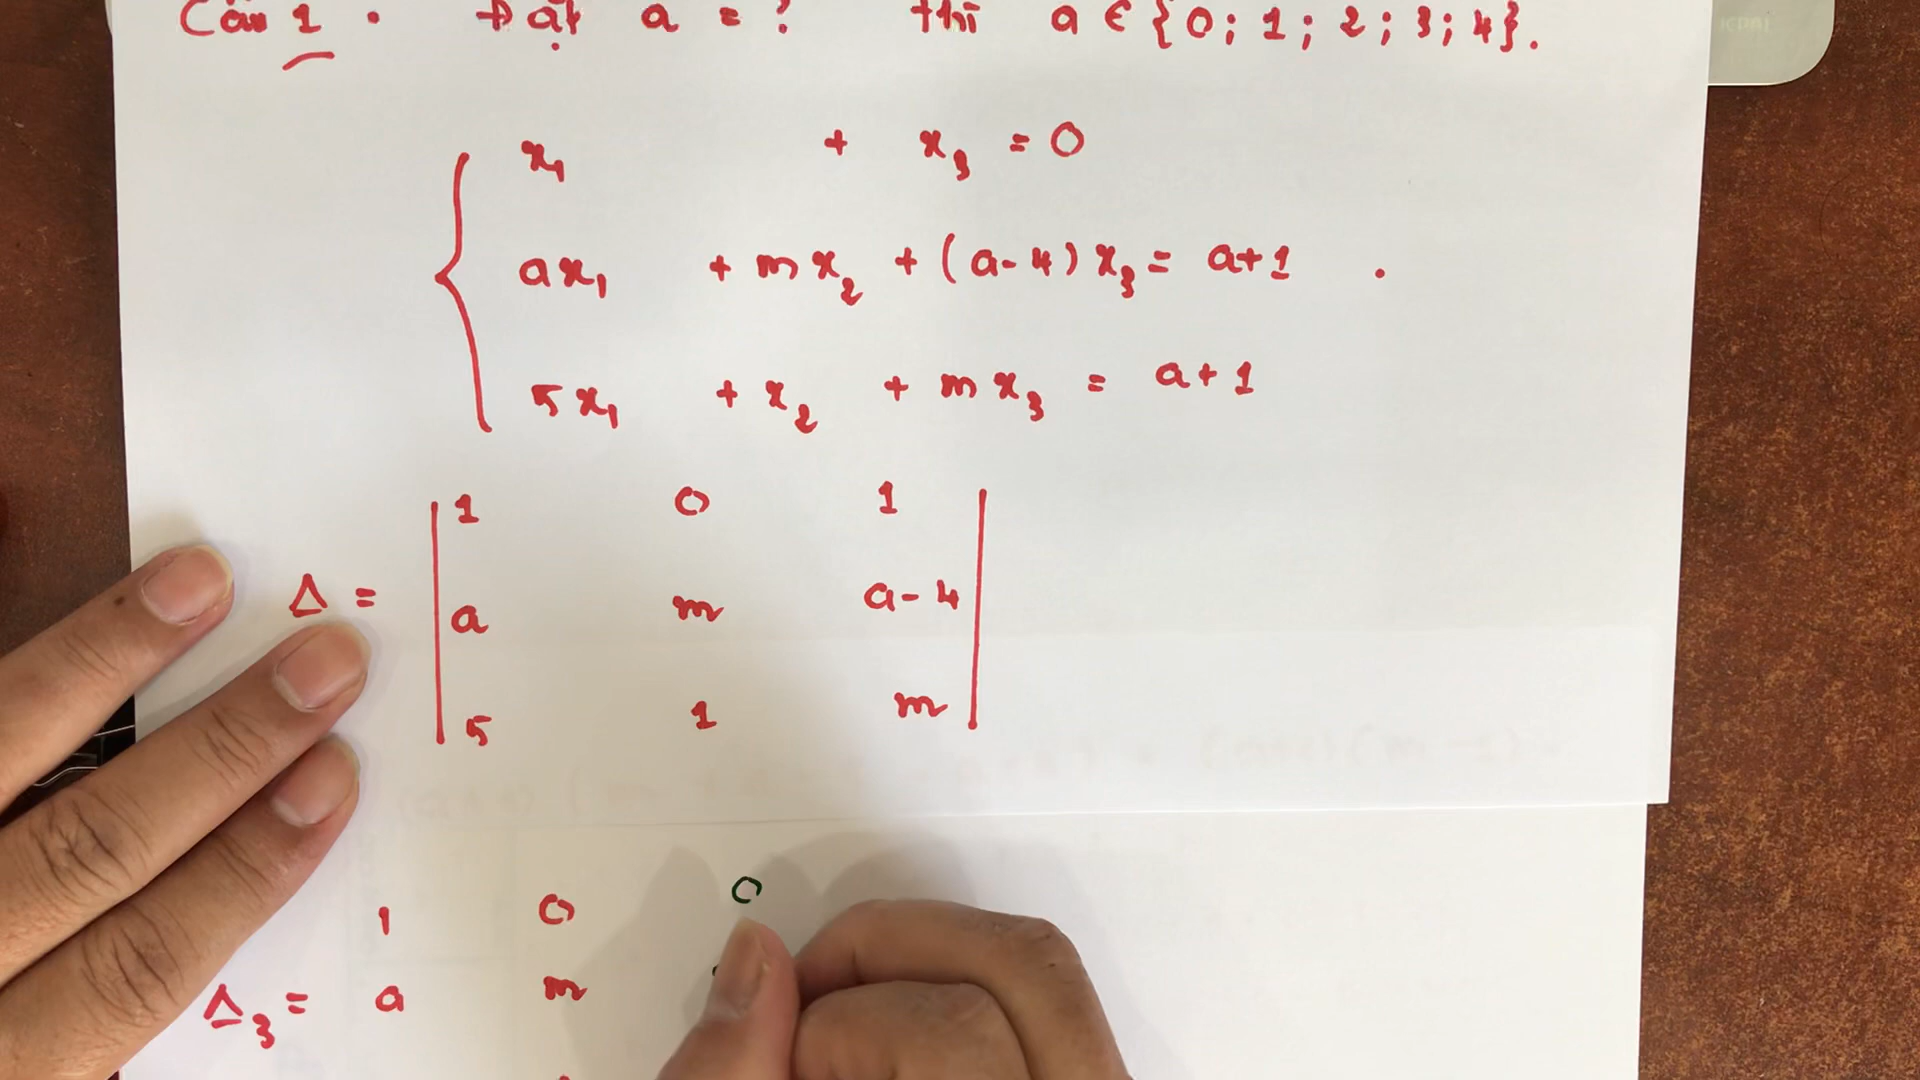 Câu 1. Đặt a = ? thì a ∈ {0; 1; 2; 3; 4}.
x₁ + x₃ = 0
ax₁ + mx₂ + (a-4)x₃ = a+1 .
5x₁ + x₂ + mx₃ = a+1
1 0 1
Δ = a m a-4
5 1 m
1 0 0
Δ₃ = a m